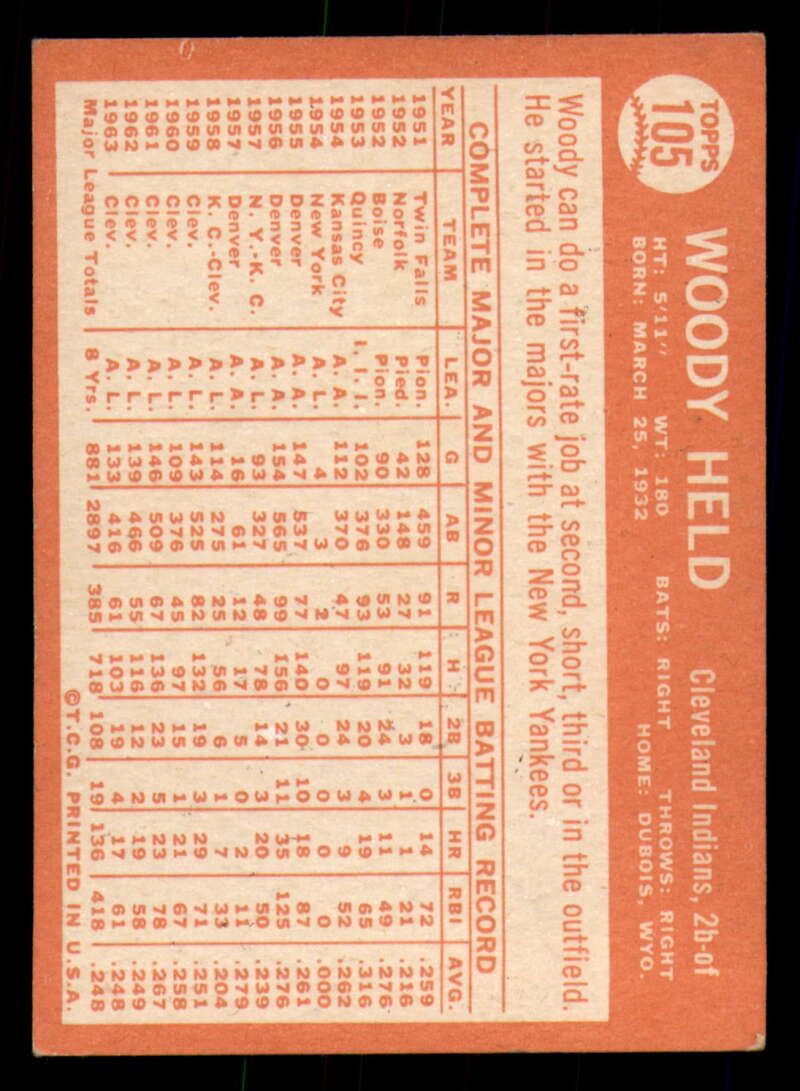 TOPPS
105
WOODY HELD Cleveland Indians, 2b-of
HT: 5'11" WT: 180 BATS: RIGHT THROWS: RIGHT
BORN: MARCH 25, 1932 HOME: DUBOIS, WYO.
Woody can do a first-rate job at second, short, third or in the outfield.
He started in the majors with the New York Yankees.
COMPLETE MAJOR AND MINOR LEAGUE BATTING RECORD
YEAR TEAM LEA. G AB R H 2B 3B HR RBI AVG.
1951 Twin Falls Pion. 128 459 91 119 18 0 14 72 .259
1952 Norfolk Pied. 42 148 27 32 3 1 1 21 .216
1952 Boise Pion. 90 330 53 91 24 3 11 49 .276
1953 Quincy I. I. I. 102 376 93 119 20 4 19 65 .316
1954 Kansas City A. A. 112 370 47 97 24 3 9 52 .262
1954 New York A. L. 4 3 2 0 0 0 0 0 .000
1955 Denver A. A. 147 537 77 140 30 10 18 87 .261
1956 Denver A. A. 154 565 99 156 21 11 35 125 .276
1957 N. Y.-K. C. A. L. 93 327 48 78 14 3 20 50 .239
1957 Denver A. A. 16 61 12 17 5 0 2 11 .279
1958 K. C.-Clev. A. L. 114 275 25 56 6 1 7 33 .204
1959 Clev. A. L. 143 525 82 132 19 3 29 71 .251
1960 Clev. A. L. 109 376 45 97 15 1 21 67 .258
1961 Clev. A. L. 146 509 67 136 23 5 23 78 .267
1962 Clev. A. L. 139 466 55 116 12 2 19 58 .249
1963 Clev. A. L. 133 416 61 103 19 4 17 61 .248
Major League Totals 8 Yrs. 881 2897 385 718 108 19 136 418 .248
©T.C.G. PRINTED IN U.S.A.